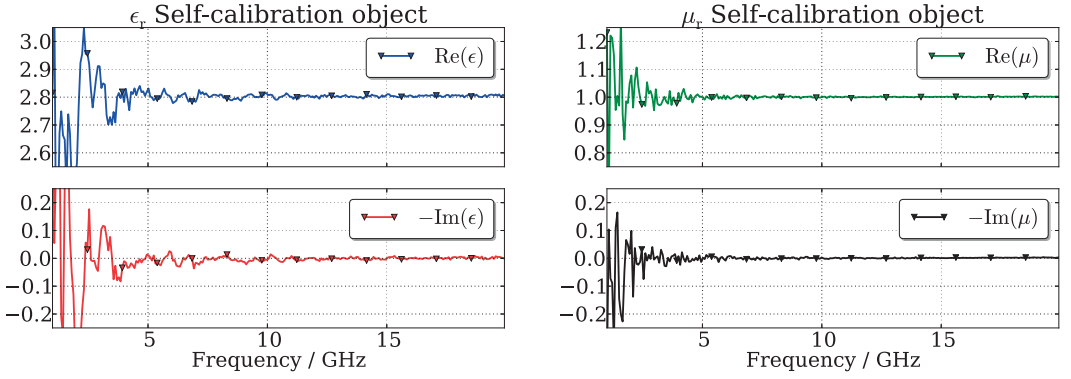 ϵr Self-calibration object
3.0
2.9
2.8
2.7
2.6
Re(ϵ)
0.2
0.1
0.0
−0.1
−0.2
−Im(ϵ)
5 10 15
Frequency / GHz
μr Self-calibration object
1.2
1.1
1.0
0.9
0.8
Re(μ)
0.2
0.1
0.0
−0.1
−0.2
−Im(μ)
5 10 15
Frequency / GHz